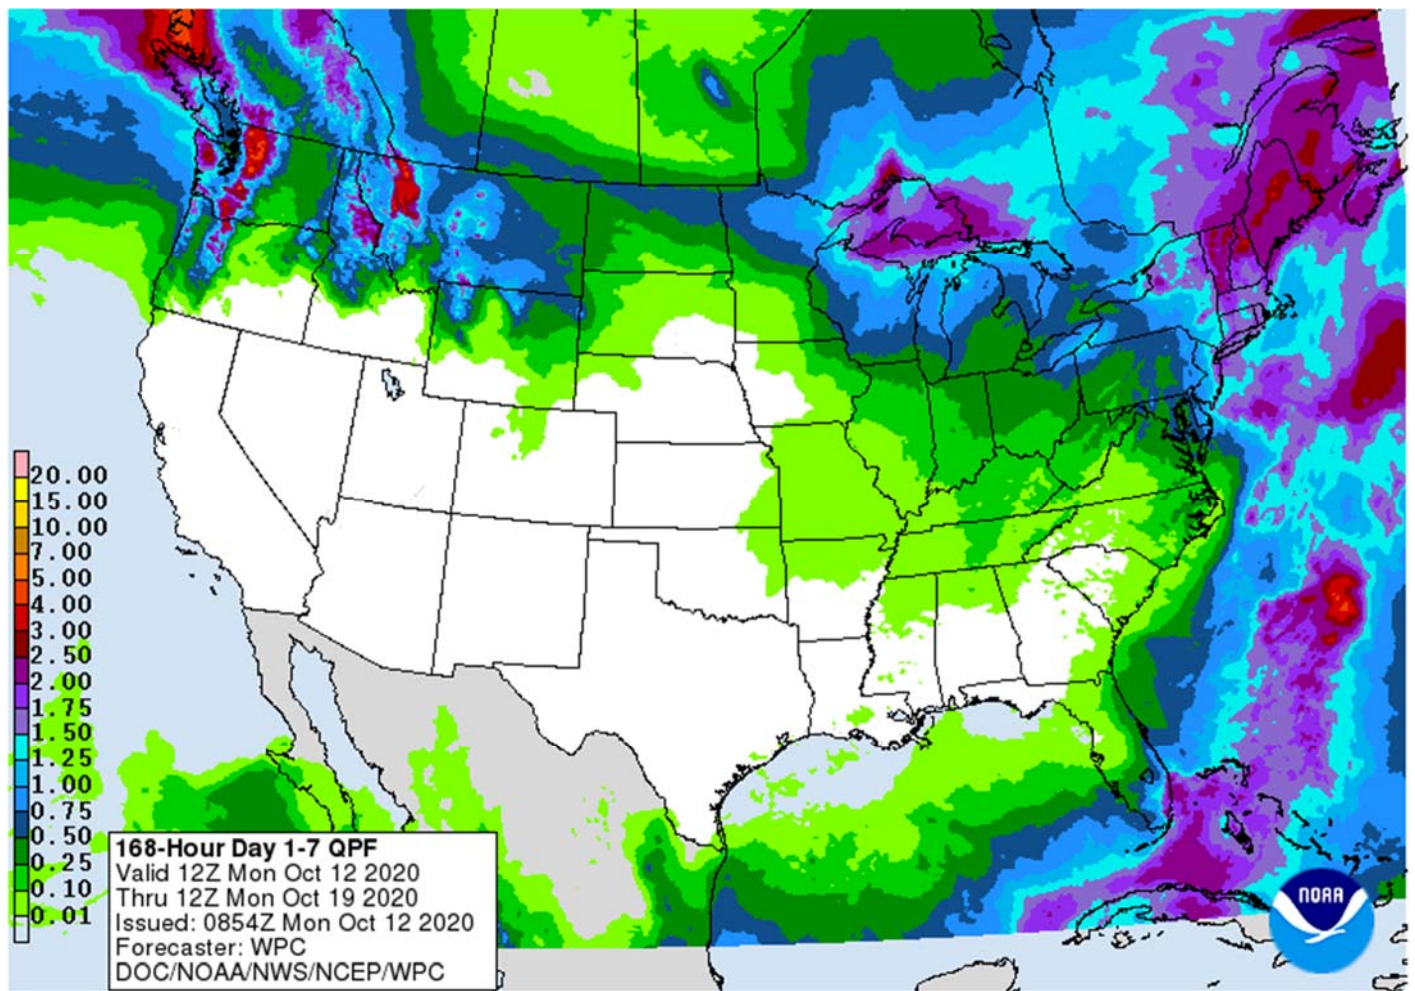 20.00
15.00
10.00
7.00
5.00
4.00
3.00
2.50
2.00
1.75
1.50
1.25
1.00
0.75
0.50
0.25
0.10
0.01
168-Hour Day 1-7 QPF
Valid 12Z Mon Oct 12 2020
Thru 12Z Mon Oct 19 2020
Issued: 0854Z Mon Oct 12 2020
Forecaster: WPC
DOC/NOAA/NWS/NCEP/WPC
NOAA